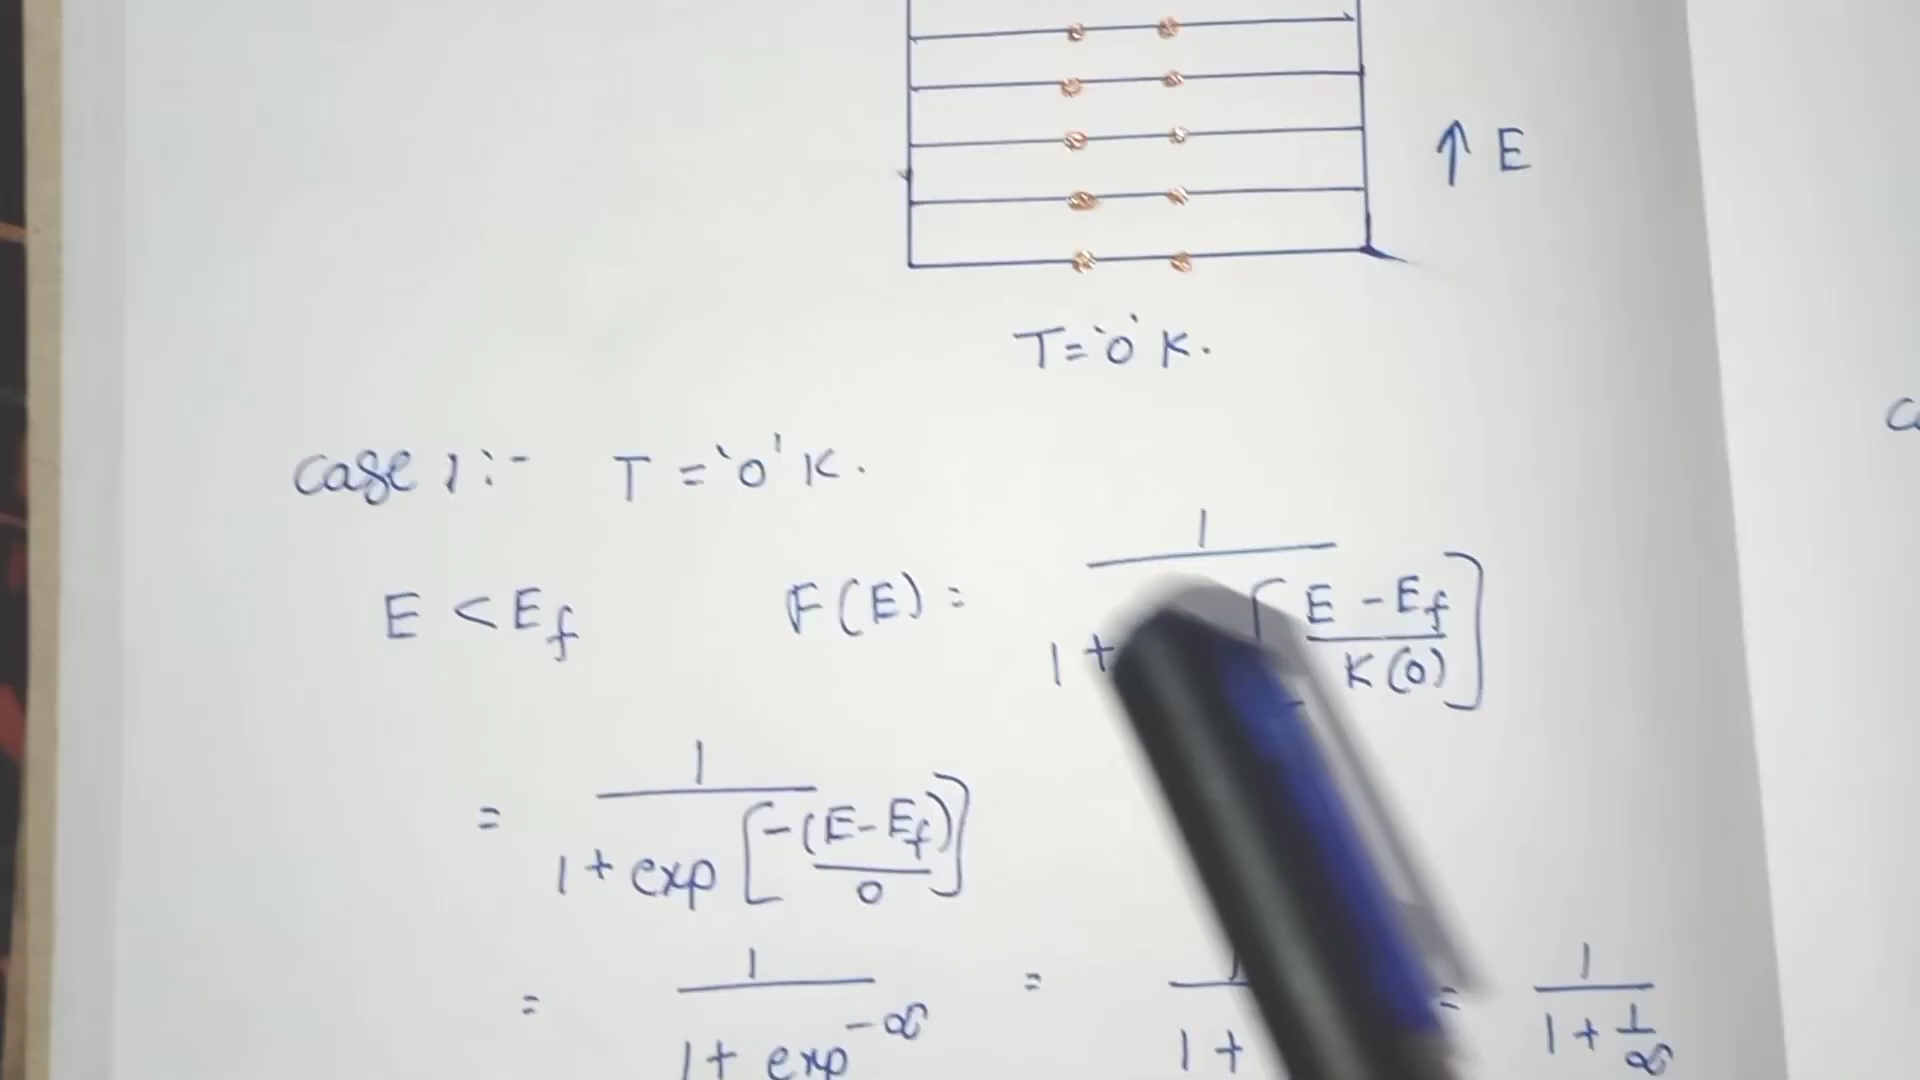 ↑ E
T = '0' K.
case 1 :- T = '0' K.
E < E_f F(E) = 1 / 1 + [E - E_f / K(0)]
= 1 / 1 + exp [-(E - E_f) / 0]
= 1 / 1 + exp^-∞ = 1 / 1 + = 1 / 1 + 1/∞